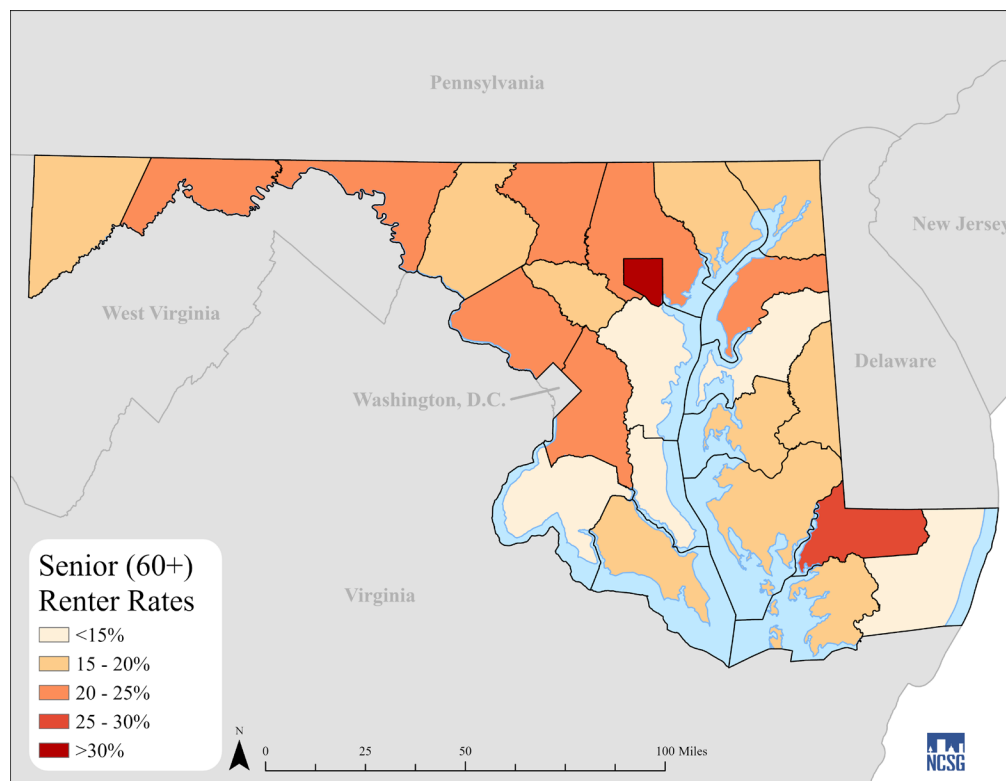 Pennsylvania
New Jersey
West Virginia
Delaware
Washington, D.C.
Virginia
Senior (60+)
Renter Rates
<15%
15 - 20%
20 - 25%
25 - 30%
>30%
N
0 25 50 100 Miles
NCSG